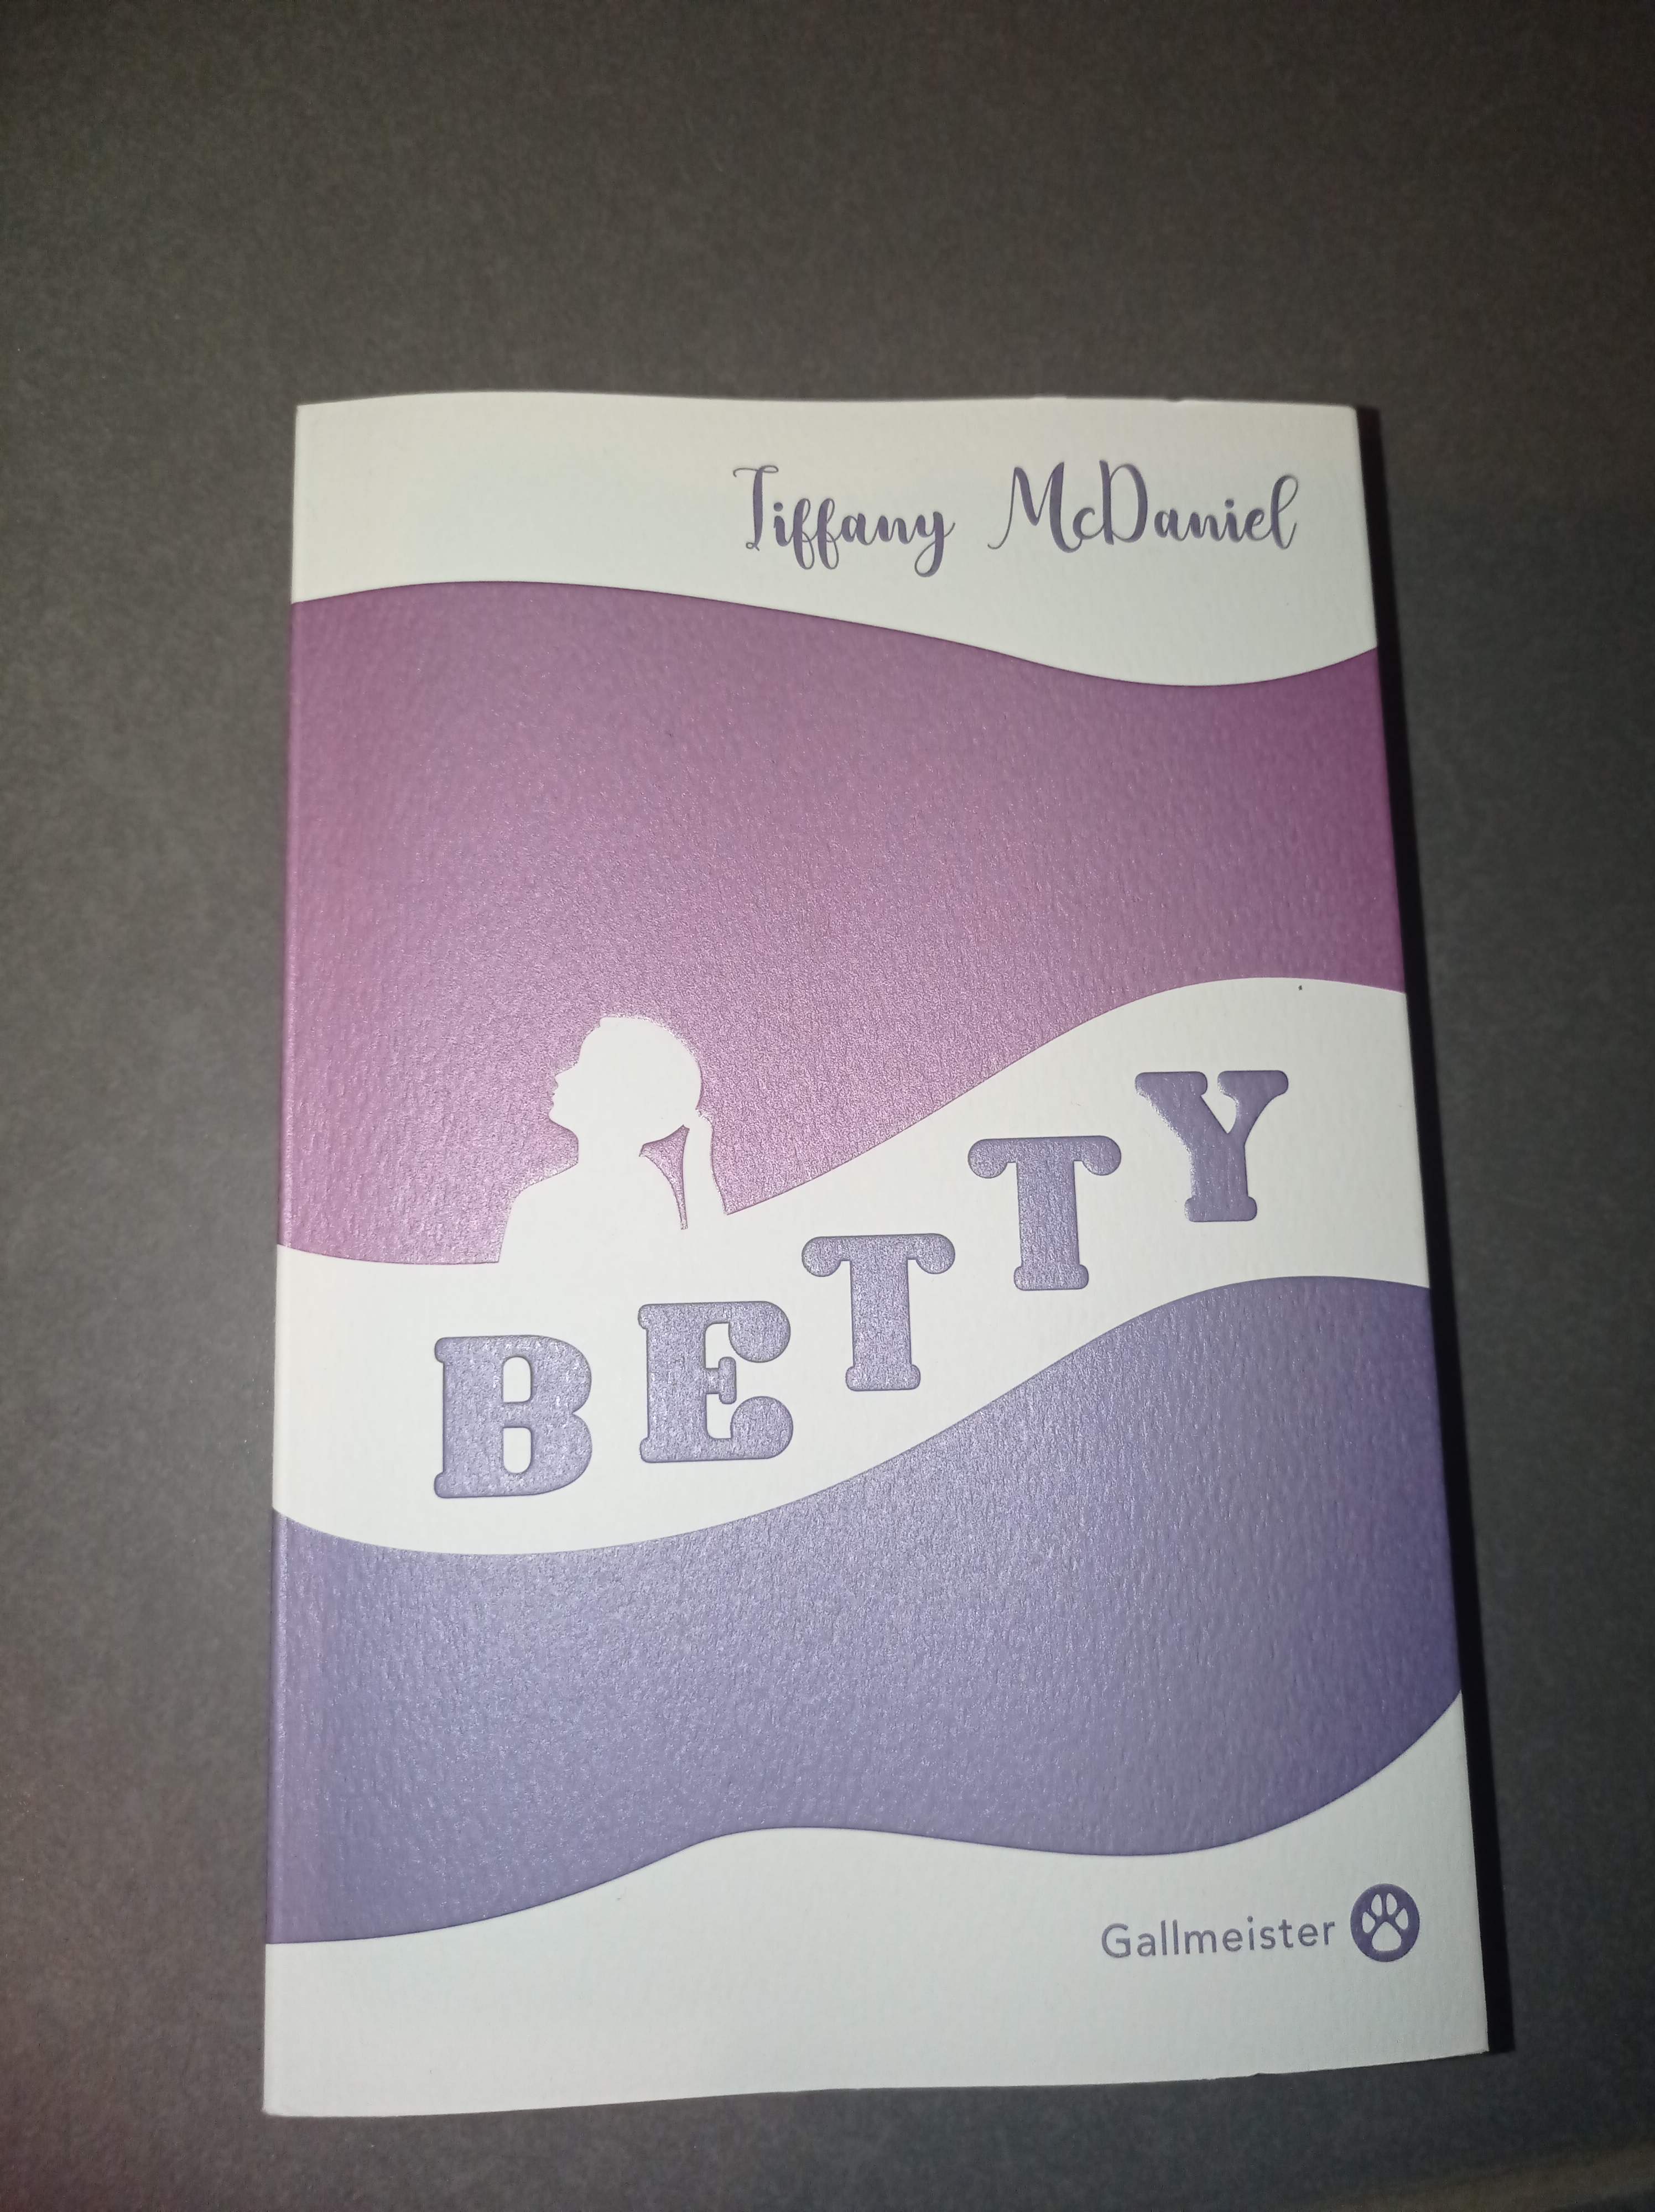 Tiffany McDaniel
BETTY
Gallmeister